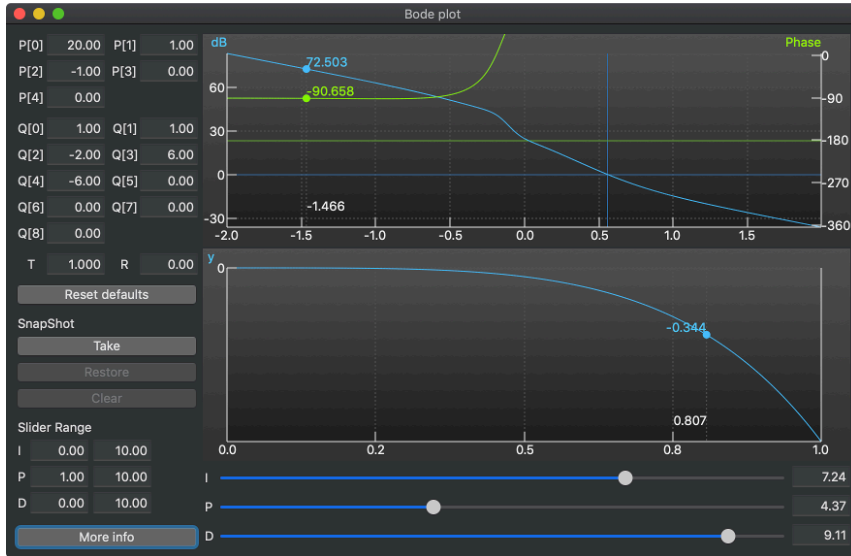 Bode plot
P[0] 20.00 P[1] 1.00
P[2] -1.00 P[3] 0.00
P[4] 0.00
Q[0] 1.00 Q[1] 1.00
Q[2] -2.00 Q[3] 6.00
Q[4] -6.00 Q[5] 0.00
Q[6] 0.00 Q[7] 0.00
Q[8] 0.00
T 1.000 R 0.00
Reset defaults
SnapShot
Take
Restore
Clear
Slider Range
I 0.00 10.00
P 1.00 10.00
D 0.00 10.00
More info
dB Phase
72.503
0
60
-90.658
-90
30
-180
0
-270
-1.466
-30
-360
-2.0 -1.5 -1.0 -0.5 0.0 0.5 1.0 1.5
y
0
-0.344
0.807
0.0 0.2 0.5 0.8 1.0
I 7.24
P 4.37
D 9.11